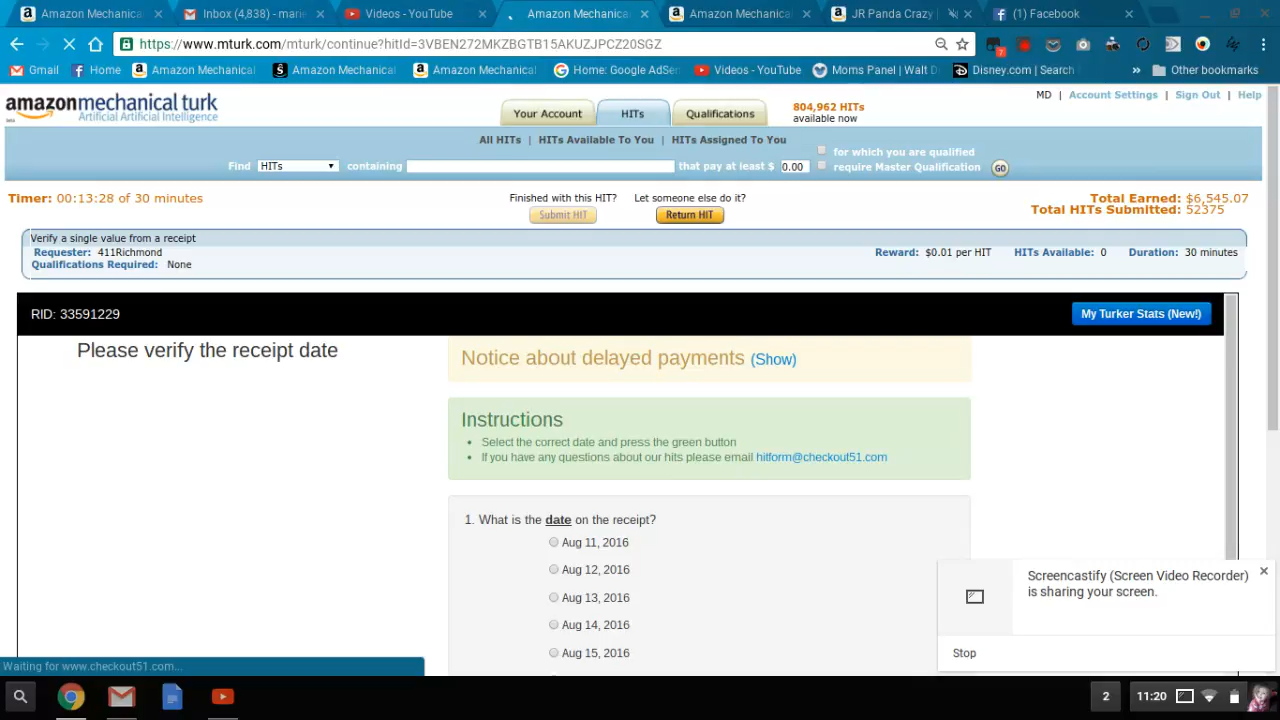 Amazon Mechanica
Inbox (4,838) - marie
Videos - YouTube
Amazon Mechanica
Amazon Mechanica
JR Panda Crazy
(1) Facebook
https://www.mturk.com/mturk/continue?hitId=3VBEN272MKZBGTB15AKUZJPCZ20SGZ
7
Gmail
Home
Amazon Mechanical
Amazon Mechanical
Amazon Mechanical
Home: Google AdSen
Videos - YouTube
Moms Panel | Walt D
Disney.com | Search
» Other bookmarks
amazonmechanical turk
Artificial Artificial Intelligence
Your Account
HITs
Qualifications
804,962 HITs
available now
MD | Account Settings | Sign Out | Help
All HITs | HITs Available To You | HITs Assigned To You
Find HITs containing that pay at least $ 0.00
for which you are qualified
require Master Qualification
GO
Timer: 00:13:28 of 30 minutes
Finished with this HIT?
Submit HIT
Let someone else do it?
Return HIT
Total Earned: $6,545.07
Total HITs Submitted: 52375
Verify a single value from a receipt
Requester: 411Richmond
Reward: $0.01 per HIT
HITs Available: 0
Duration: 30 minutes
Qualifications Required: None
RID: 33591229
My Turker Stats (New!)
Please verify the receipt date
Notice about delayed payments (Show)
Instructions
• Select the correct date and press the green button
• If you have any questions about our hits please email hitform@checkout51.com
1. What is the date on the receipt?
Aug 11, 2016
Aug 12, 2016
Aug 13, 2016
Aug 14, 2016
Aug 15, 2016
Screencastify (Screen Video Recorder)
is sharing your screen.
Stop
Waiting for www.checkout51.com...
2
11:20